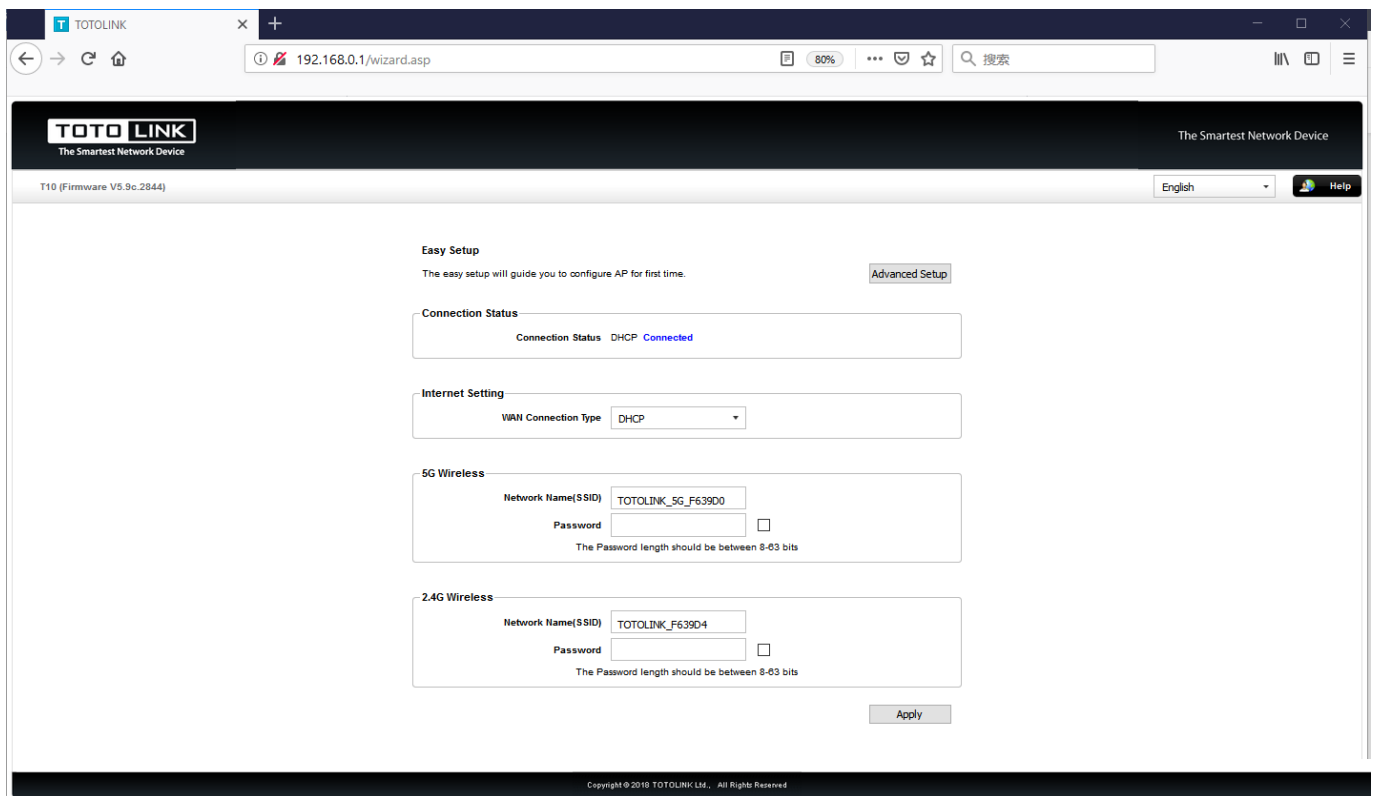 TOTOLINK
192.168.0.1/wizard.asp
80%
搜索
TOTO LINK
The Smartest Network Device
The Smartest Network Device
T10 (Firmware V5.9c.2844)
English
Help
Easy Setup
The easy setup will guide you to configure AP for first time.
Advanced Setup
Connection Status
Connection Status DHCP Connected
Internet Setting
WAN Connection Type DHCP
5G Wireless
Network Name(SSID) TOTOLINK_5G_F639D0
Password
The Password length should be between 8-63 bits
2.4G Wireless
Network Name(SSID) TOTOLINK_F639D4
Password
The Password length should be between 8-63 bits
Apply
Copyright © 2018 TOTOLINK Ltd., All Rights Reserved